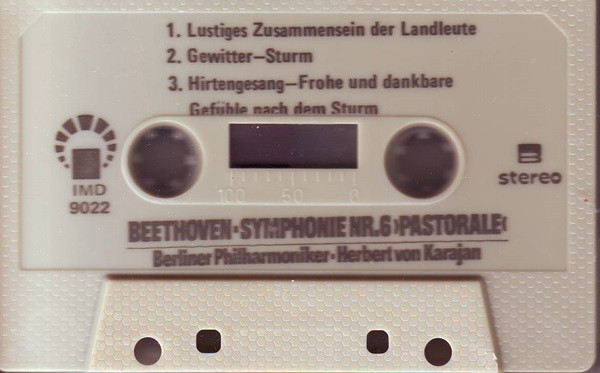 1. Lustiges Zusammensein der Landleute
2. Gewitter–Sturm
3. Hirtengesang–Frohe und dankbare
Gefühle nach dem Sturm
IMD
9022
100 50 0
B
stereo
BEETHOVEN·SYMPHONIE NR.6 ›PASTORALE‹
Berliner Philharmoniker · Herbert von Karajan